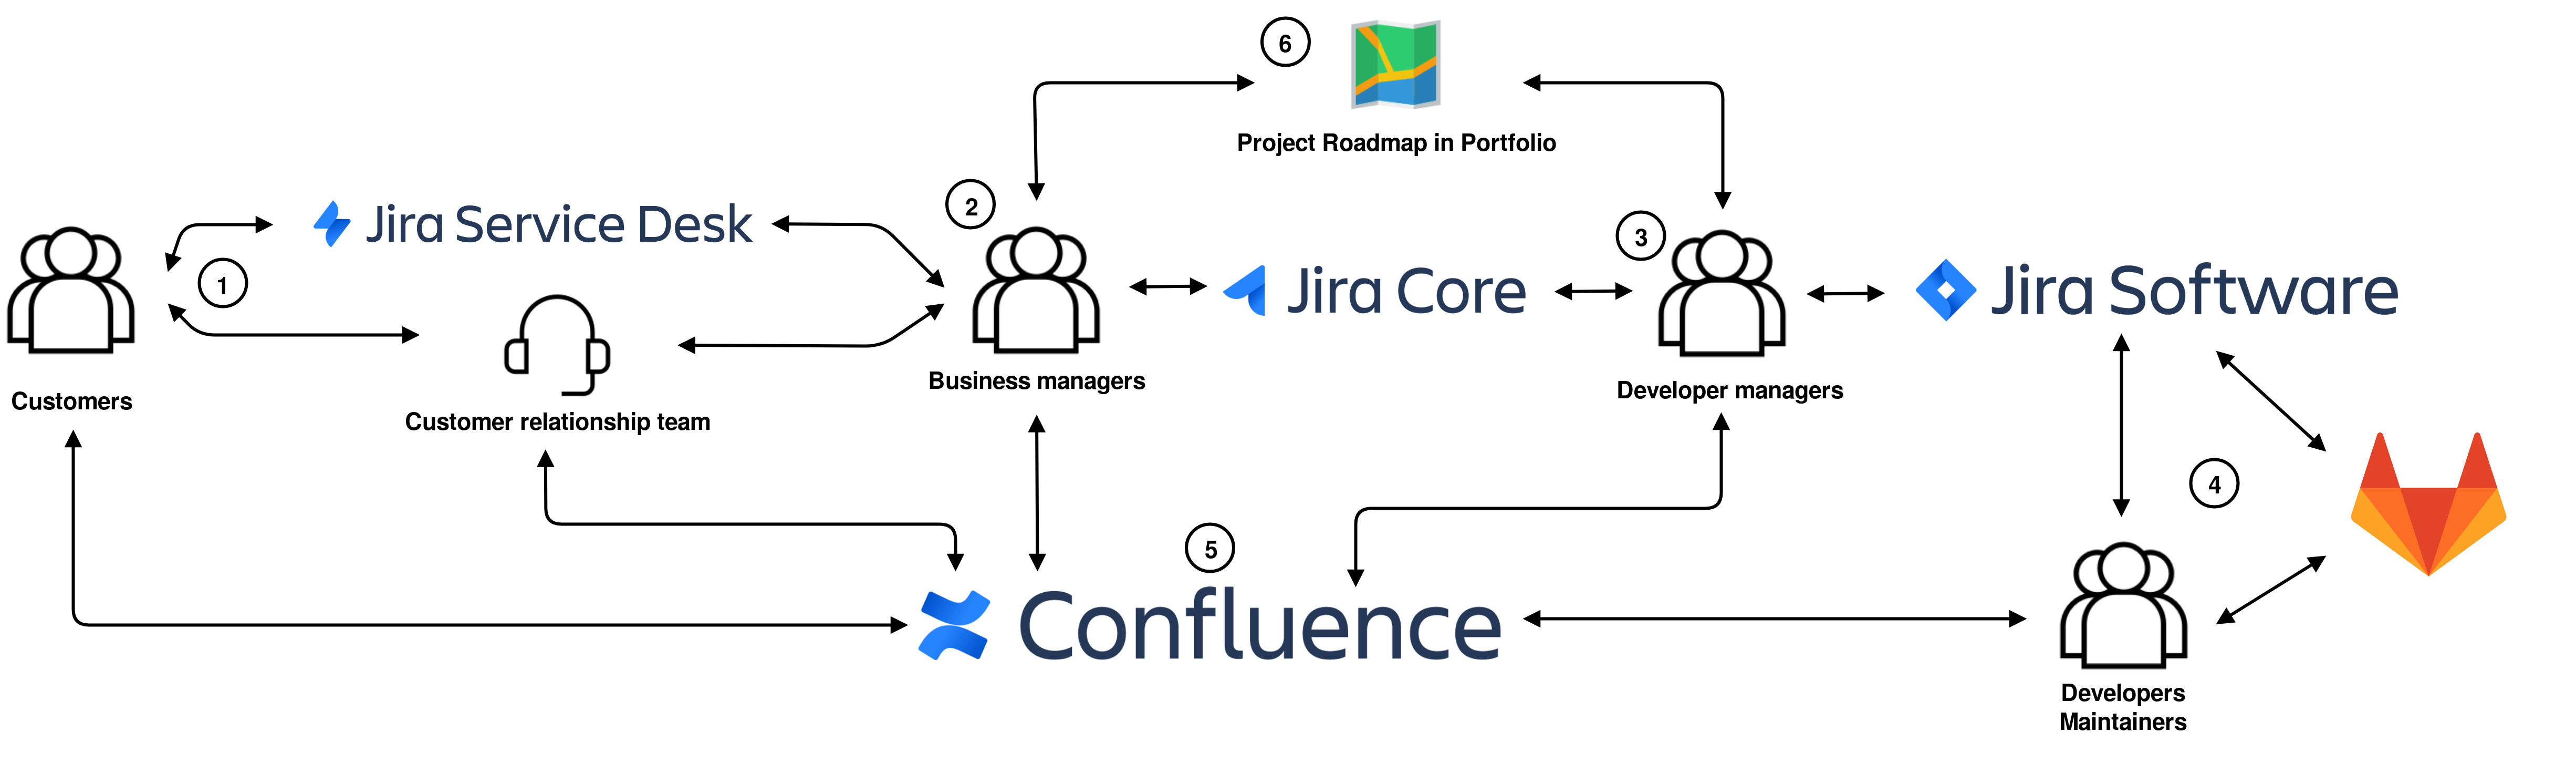 6
Project Roadmap in Portfolio
2
Jira Service Desk
3
1
Jira Core
Jira Software
Business managers
Developer managers
Customers
Customer relationship team
4
5
Confluence
Developers
Maintainers